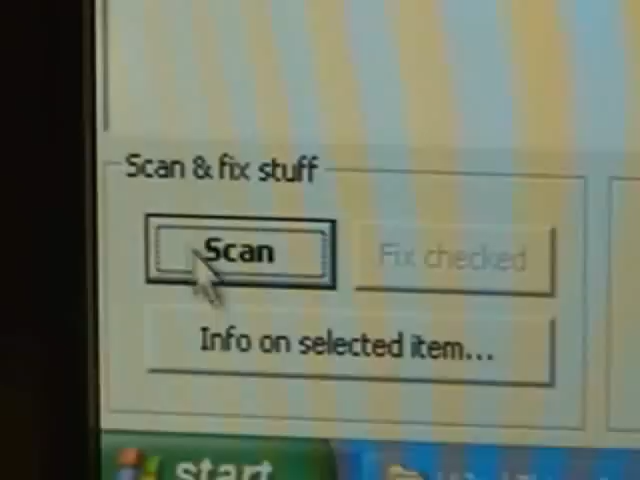 Scan & fix stuff
Scan
Fix checked
Info on selected item...
start